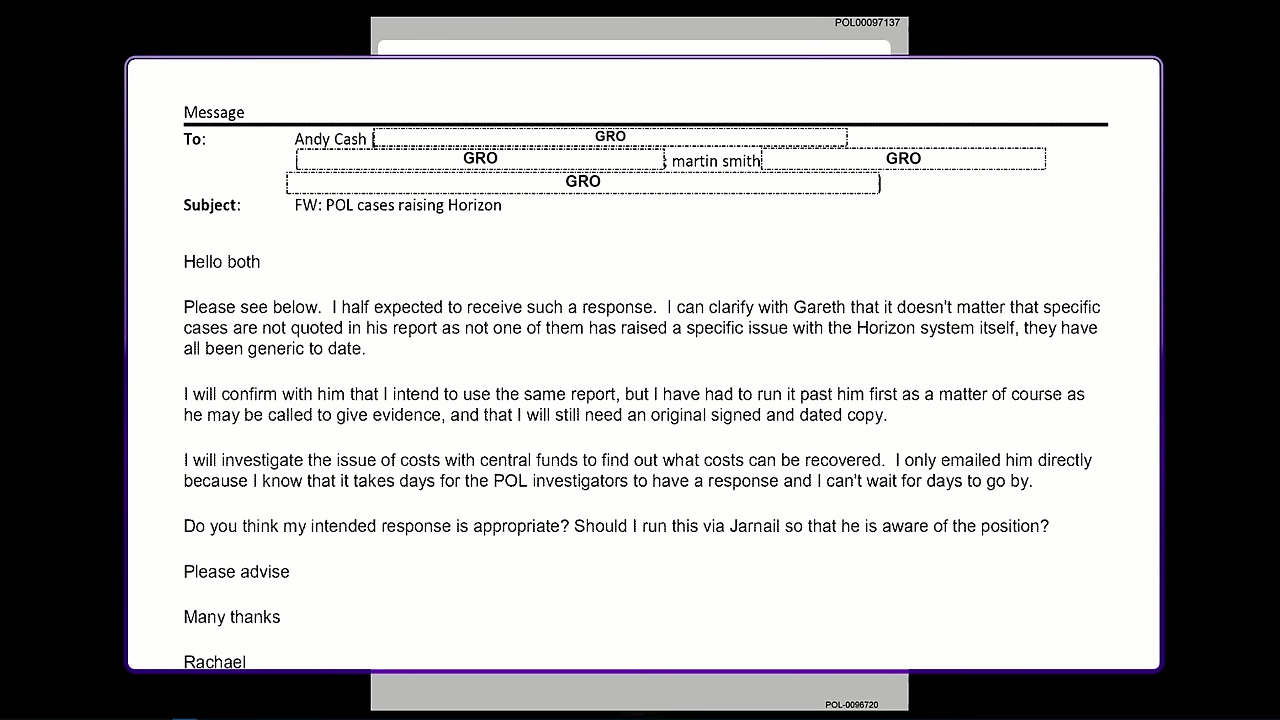 POL00097137
Message
To: Andy Cash GRO
GRO ; martin smith GRO
GRO
Subject: FW: POL cases raising Horizon
Hello both
Please see below. I half expected to receive such a response. I can clarify with Gareth that it doesn't matter that specific
cases are not quoted in his report as not one of them has raised a specific issue with the Horizon system itself, they have
all been generic to date.
I will confirm with him that I intend to use the same report, but I have had to run it past him first as a matter of course as
he may be called to give evidence, and that I will still need an original signed and dated copy.
I will investigate the issue of costs with central funds to find out what costs can be recovered. I only emailed him directly
because I know that it takes days for the POL investigators to have a response and I can't wait for days to go by.
Do you think my intended response is appropriate? Should I run this via Jarnail so that he is aware of the position?
Please advise
Many thanks
Rachael
POL-0096720